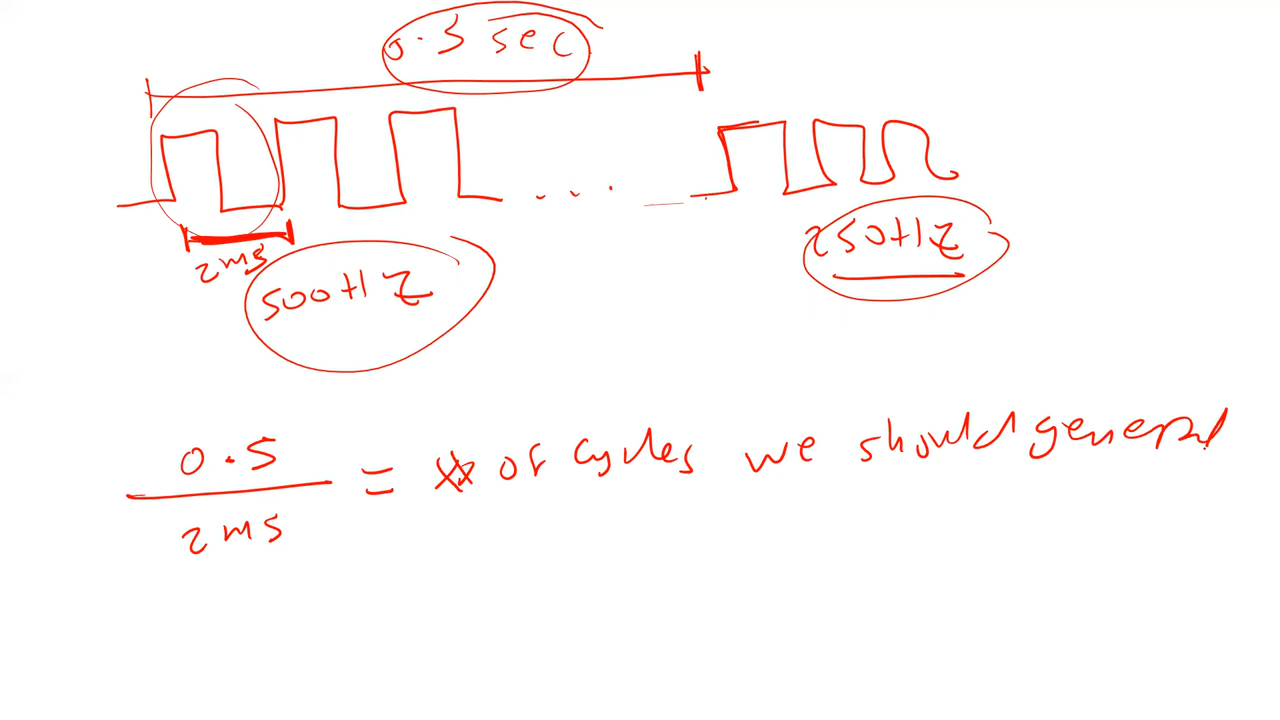 0.5 sec
2ms
500HZ
250HZ
0.5
2ms
= # of cycles we should generat